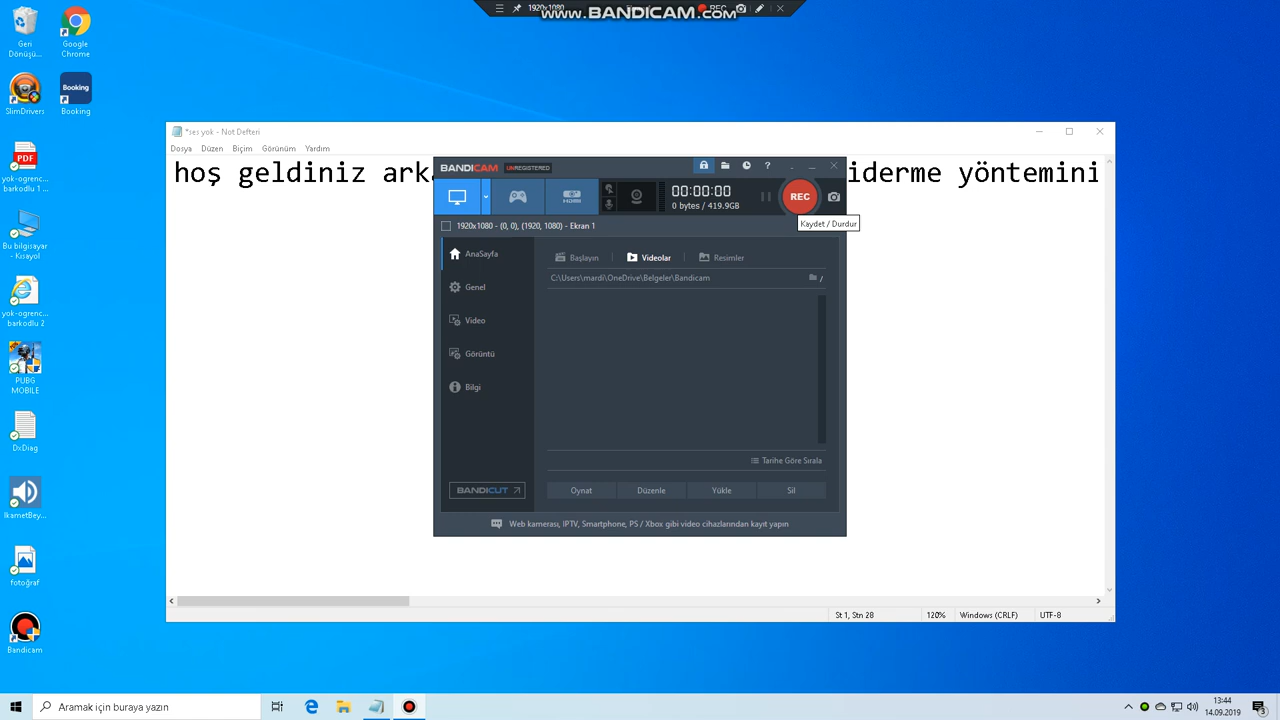 1920x1080
REC
www.BANDICAM.com
Geri
Dönüşü...
Google
Chrome
SlimDrivers
Booking
Booking
PDF
yok-ogrenc...
barkodlu 1 ...
Bu bilgisayar
- Kısayol
yok-ogrenc...
barkodlu 2
PUBG
MOBILE
DxDiag
IkametBey...
fotoğraf
Bandicam
*ses yok - Not Defteri
Dosya Düzen Biçim Görünüm Yardım
hoş geldiniz arka
iderme yöntemini
BANDICAM UNREGISTERED
HDMI
00:00:00
0 bytes / 419.9GB
REC
Kaydet / Durdur
1920x1080 - (0, 0), (1920, 1080) - Ekran 1
AnaSayfa
Genel
Video
Görüntü
Bilgi
BANDICUT
Başlayın Videolar Resimler
C:\Users\mardi\OneDrive\Belgeler\Bandicam
Tarihe Göre Sırala
Oynat Düzenle Yükle Sil
Web kamerası, IPTV, Smartphone, PS / Xbox gibi video cihazlarından kayıt yapın
St 1, Stn 28 120% Windows (CRLF) UTF-8
Aramak için buraya yazın
13:44
14.09.2019
3